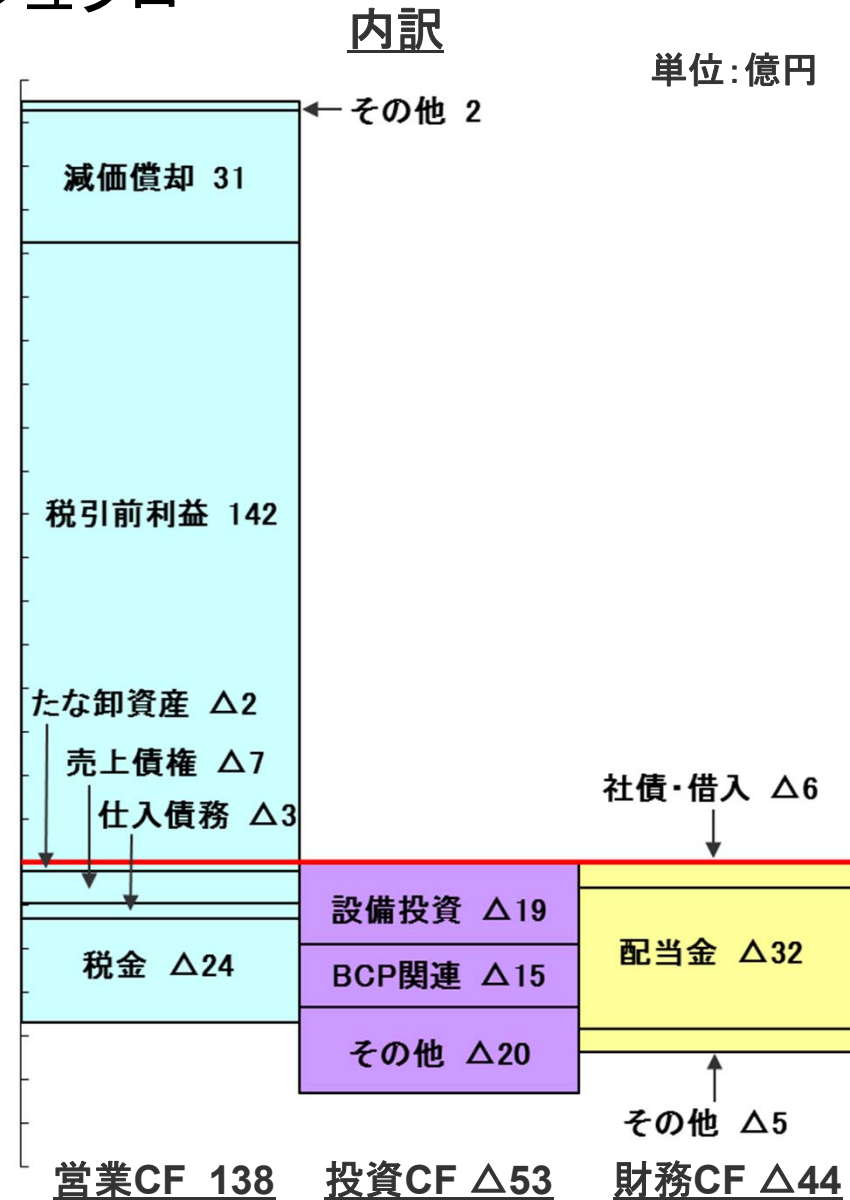 内訳
単位:億円
その他 2
減価償却 31
税引前利益 142
たな卸資産 △2
売上債権 △7
仕入債務 △3
税金 △24
設備投資 △19
BCP関連 △15
その他 △20
社債・借入 △6
配当金 △32
その他 △5
営業CF 138
投資CF △53
財務CF △44